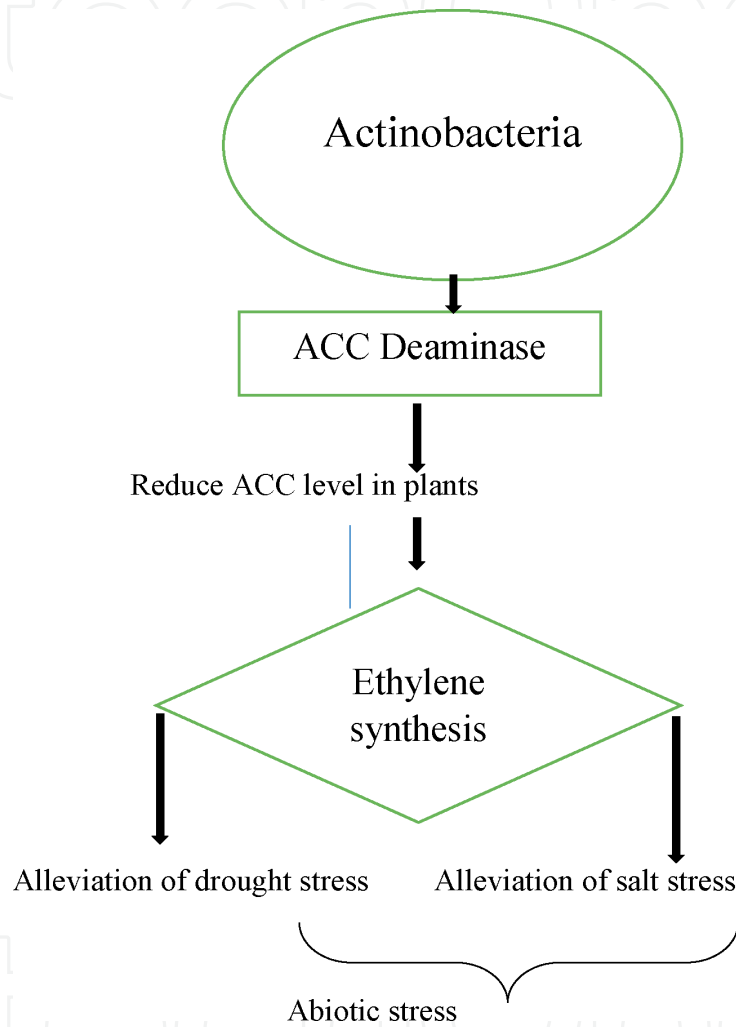 Actinobacteria
ACC Deaminase
Reduce ACC level in plants
Ethylene
synthesis
Alleviation of drought stress
Alleviation of salt stress
Abiotic stress